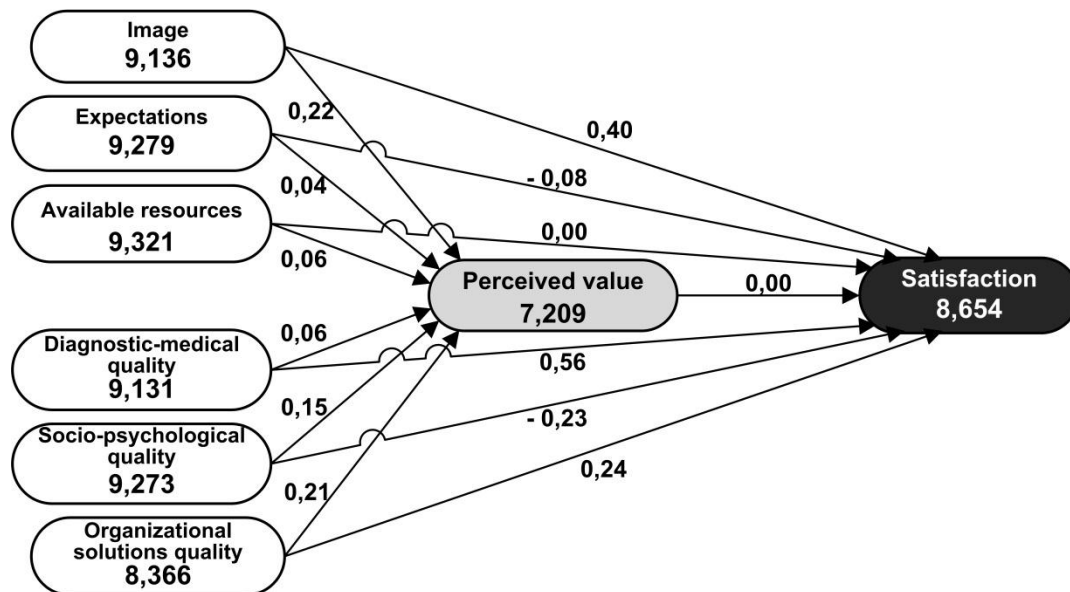 Image
9,136
Expectations
9,279
Available resources
9,321
Diagnostic-medical
quality
9,131
Socio-psychological
quality
9,273
Organizational
solutions quality
8,366
0,22
0,04
0,06
0,06
0,15
0,21
Perceived value
7,209
0,40
- 0,08
0,00
0,00
0,56
- 0,23
0,24
Satisfaction
8,654